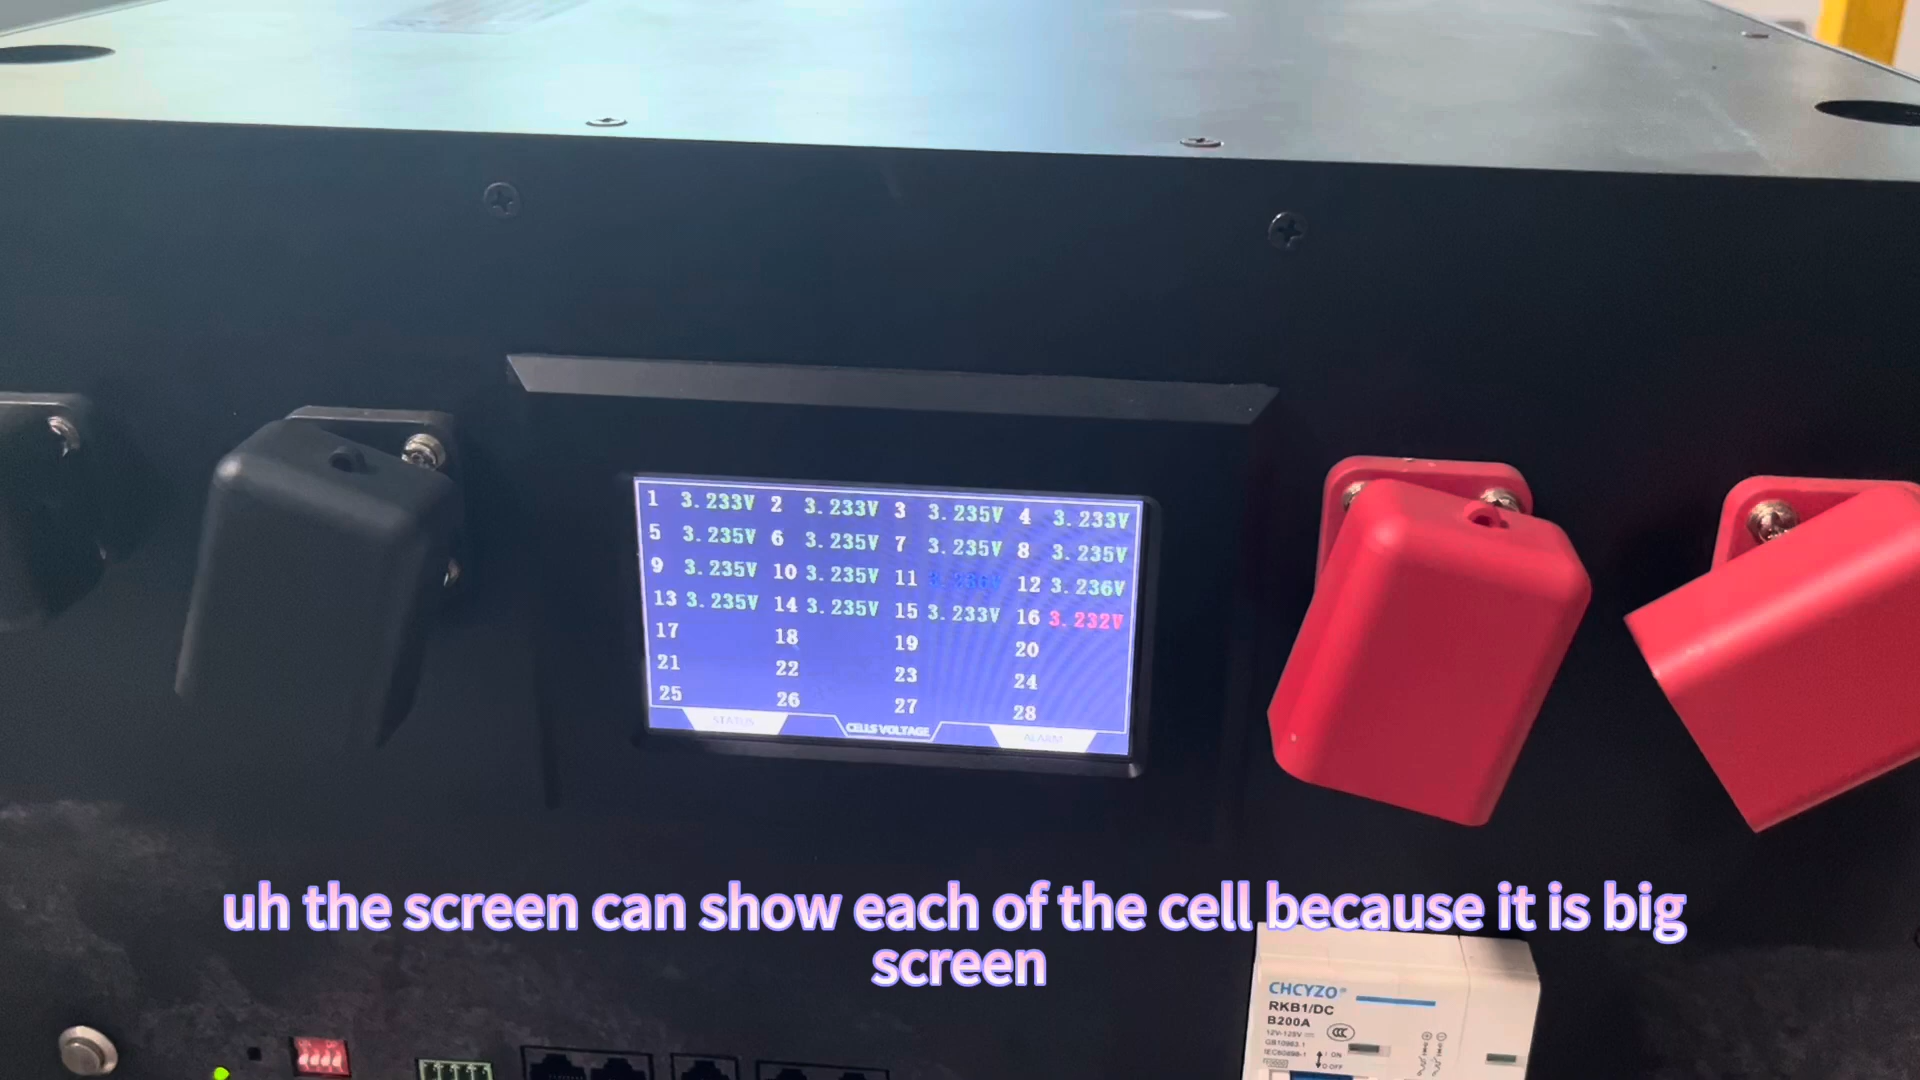 1 3.233V 2 3.233V 3 3.235V 4 3.233V
5 3.235V 6 3.235V 7 3.235V 8 3.235V
9 3.235V 10 3.235V 11 3.236V 12 3.236V
13 3.235V 14 3.235V 15 3.233V 16 3.232V
17 18 19 20
21 22 23 24
25 26 27 28
STATUS CELLS VOLTAGE ALARM
uh the screen can show each of the cell because it is big
screen
CHCYZO®
RKB1/DC
B200A
CCC
GB10963.1
IEC60898-1
ON
OFF